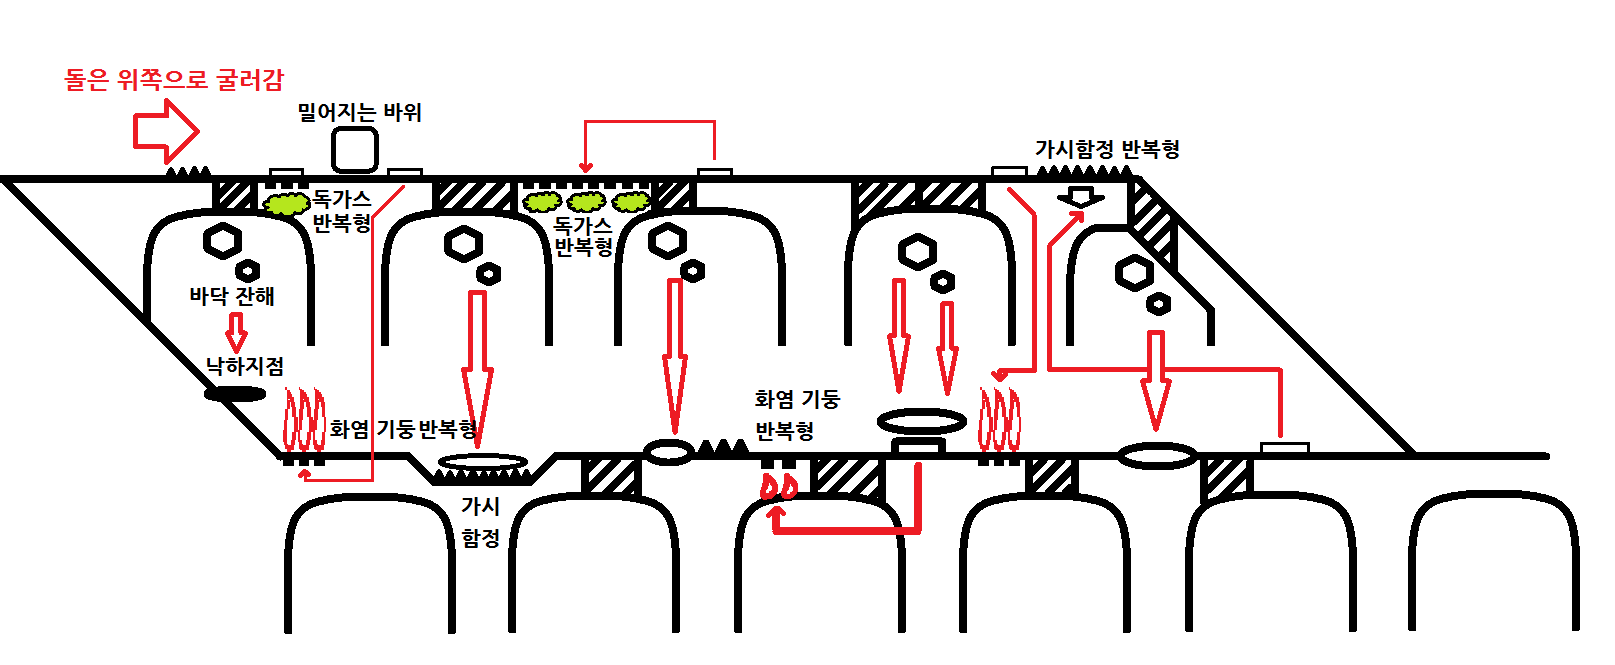 돌은 위쪽으로 굴러감
밀어지는 바위
가시함정 반복형
독가스
반복형
독가스
반복형
바닥 잔해
낙하지점
화염 기둥
반복형
화염 기둥반복형
가시
함정